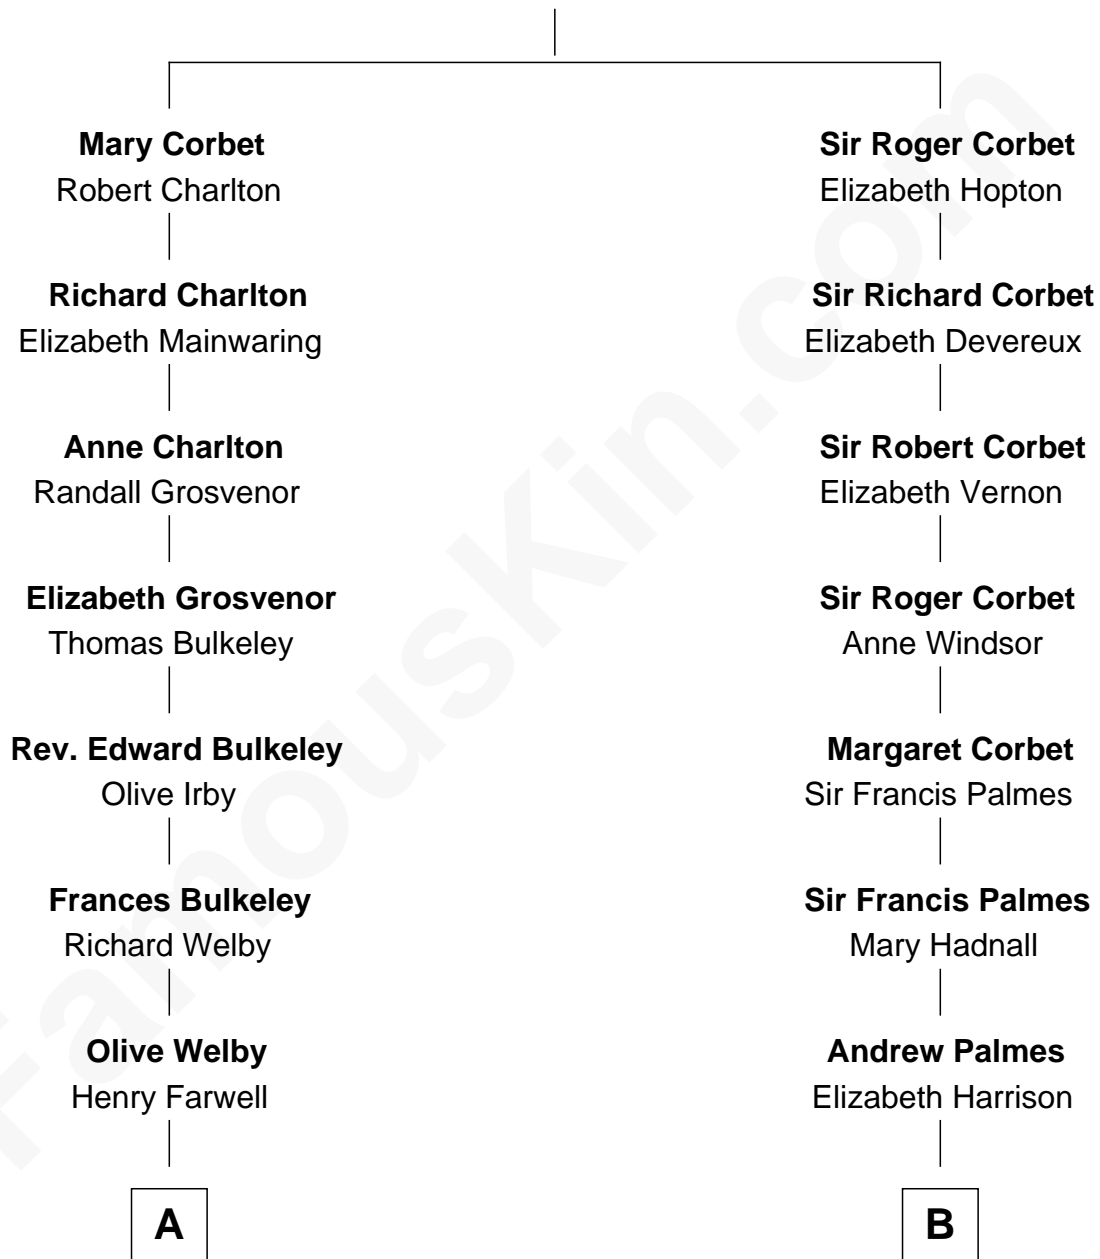 Mary Corbet
Robert Charlton
Richard Charlton
Elizabeth Mainwaring
Anne Charlton
Randall Grosvenor
Elizabeth Grosvenor
Thomas Bulkeley
Rev. Edward Bulkeley
Olive Irby
Frances Bulkeley
Richard Welby
Olive Welby
Henry Farwell
A
Sir Roger Corbet
Elizabeth Hopton
Sir Richard Corbet
Elizabeth Devereux
Sir Robert Corbet
Elizabeth Vernon
Sir Roger Corbet
Anne Windsor
Margaret Corbet
Sir Francis Palmes
Sir Francis Palmes
Mary Hadnall
Andrew Palmes
Elizabeth Harrison
B
FamousKin.com